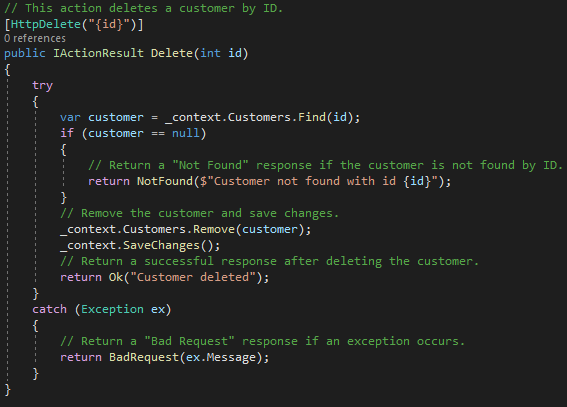 // This action deletes a customer by ID.
[HttpDelete("{id}")]
0 references
public IActionResult Delete(int id)
{
try
{
var customer = _context.Customers.Find(id);
if (customer == null)
{
// Return a "Not Found" response if the customer is not found by ID.
return NotFound($"Customer not found with id {id}");
}
// Remove the customer and save changes.
_context.Customers.Remove(customer);
_context.SaveChanges();
// Return a successful response after deleting the customer.
return Ok("Customer deleted");
}
catch (Exception ex)
{
// Return a "Bad Request" response if an exception occurs.
return BadRequest(ex.Message);
}
}